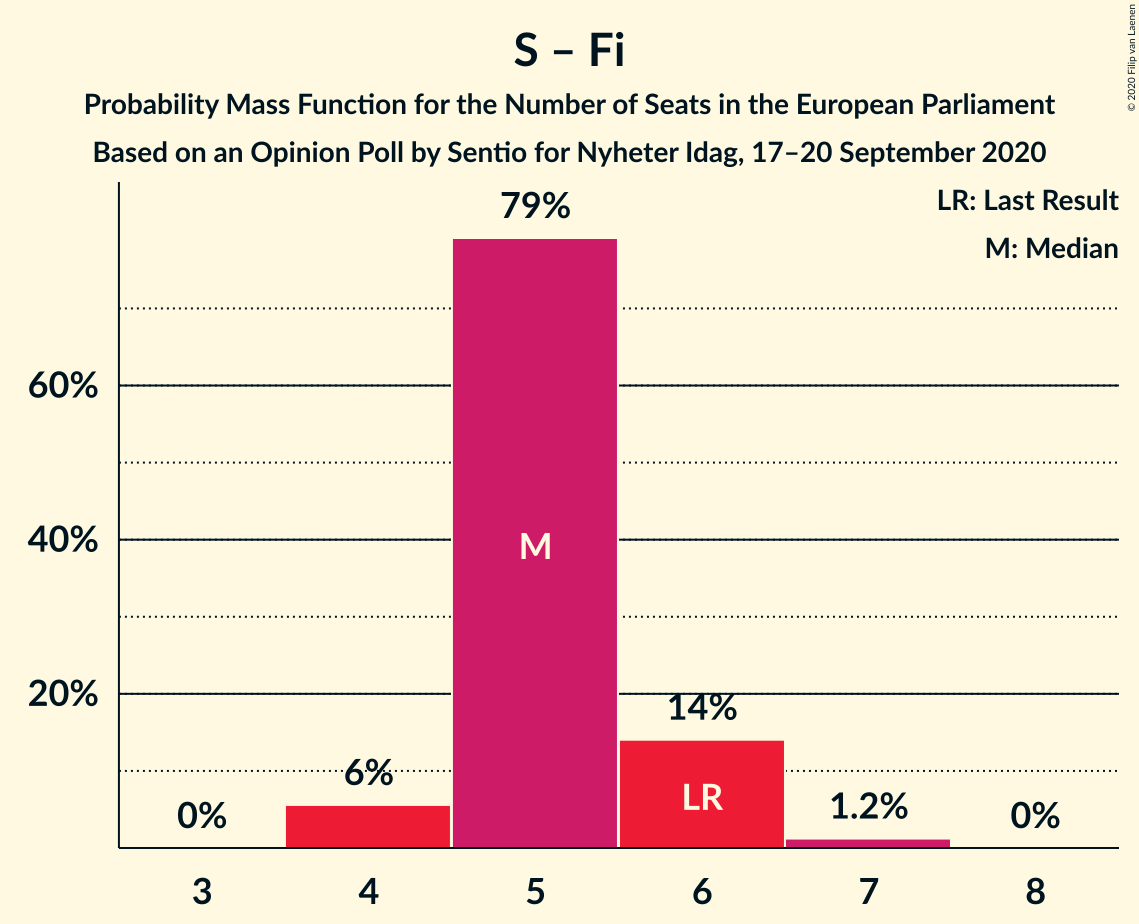 S – Fi
Probability Mass Function for the Number of Seats in the European Parliament
Based on an Opinion Poll by Sentio for Nyheter Idag, 17–20 September 2020
© 2020 Filip van Laenen
LR: Last Result
M: Median
79%
60%
40%
20%
M
14%
6%
LR
1.2%
0%
0%
3
4
5
6
7
8